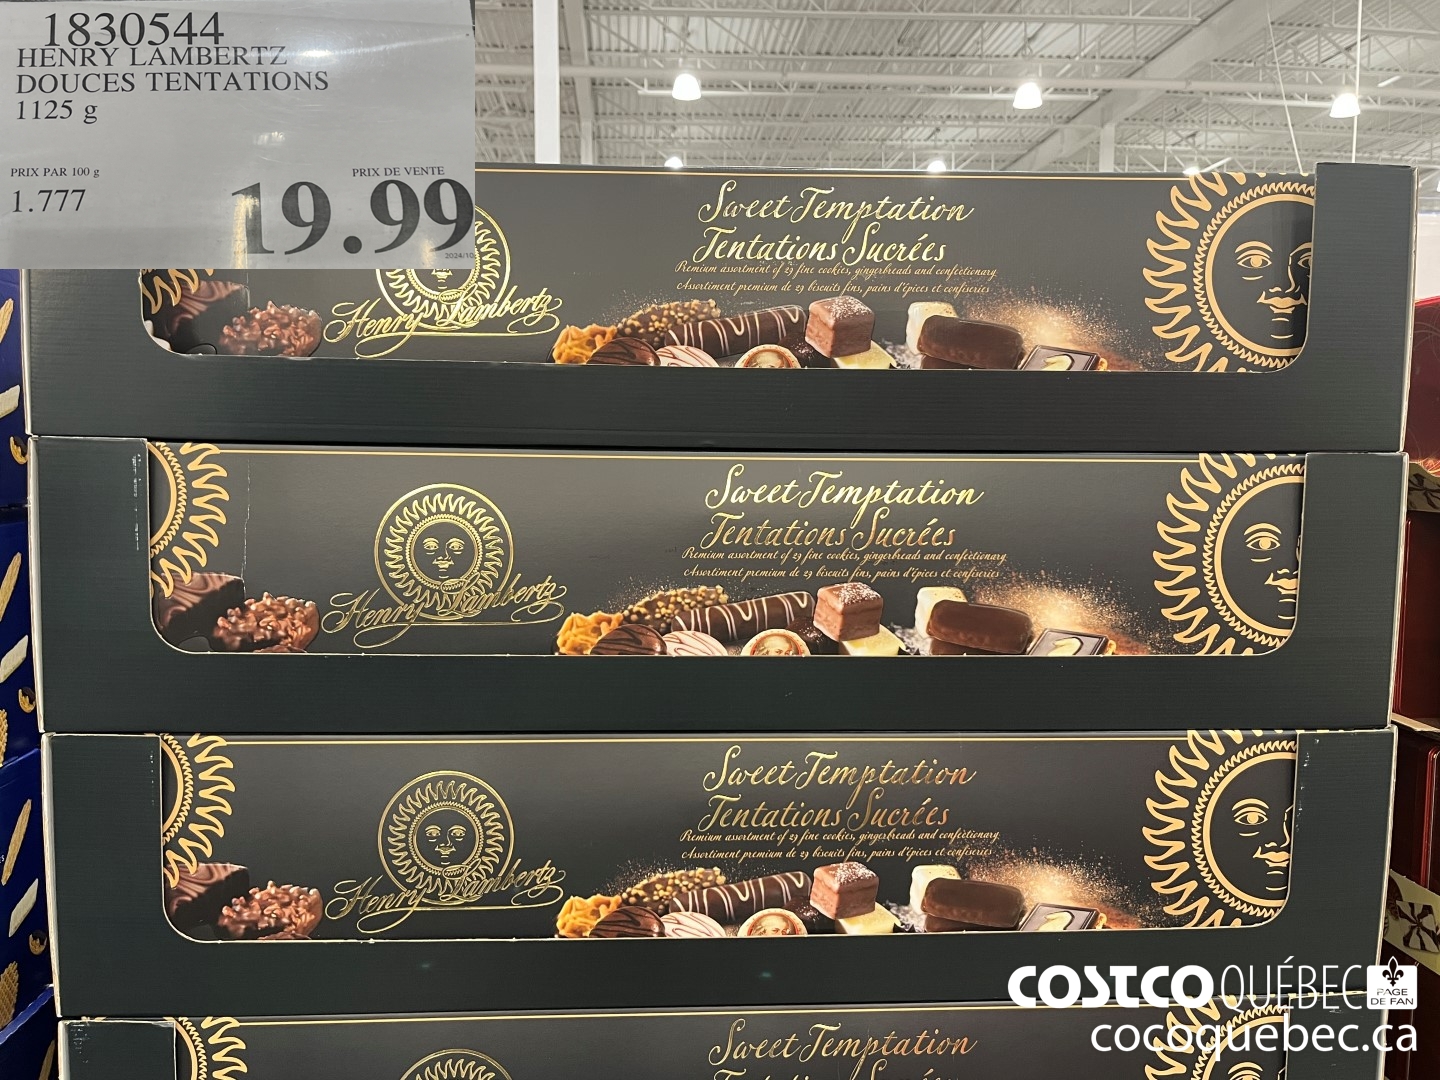 1830544
HENRY LAMBERTZ
DOUCES TENTATIONS
1125 g
PRIX PAR 100 g
1.777
PRIX DE VENTE
19.99
2024/10
Sweet Temptation
Tentations Sucrées
Premium assortment of 29 fine cookies, gingerbreads and confectionary
Assortiment premium de 29 biscuits fins, pains d'épices et confiseries
Henry Lambertz
Sweet Temptation
Tentations Sucrées
Premium assortment of 29 fine cookies, gingerbreads and confectionary
Assortiment premium de 29 biscuits fins, pains d'épices et confiseries
Henry Lambertz
Sweet Temptation
Tentations Sucrées
Premium assortment of 29 fine cookies, gingerbreads and confectionary
Assortiment premium de 29 biscuits fins, pains d'épices et confiseries
Henry Lambertz
COSTCO QUÉBEC PAGE DE FAN
cocoquebec.ca
Sweet Temptation